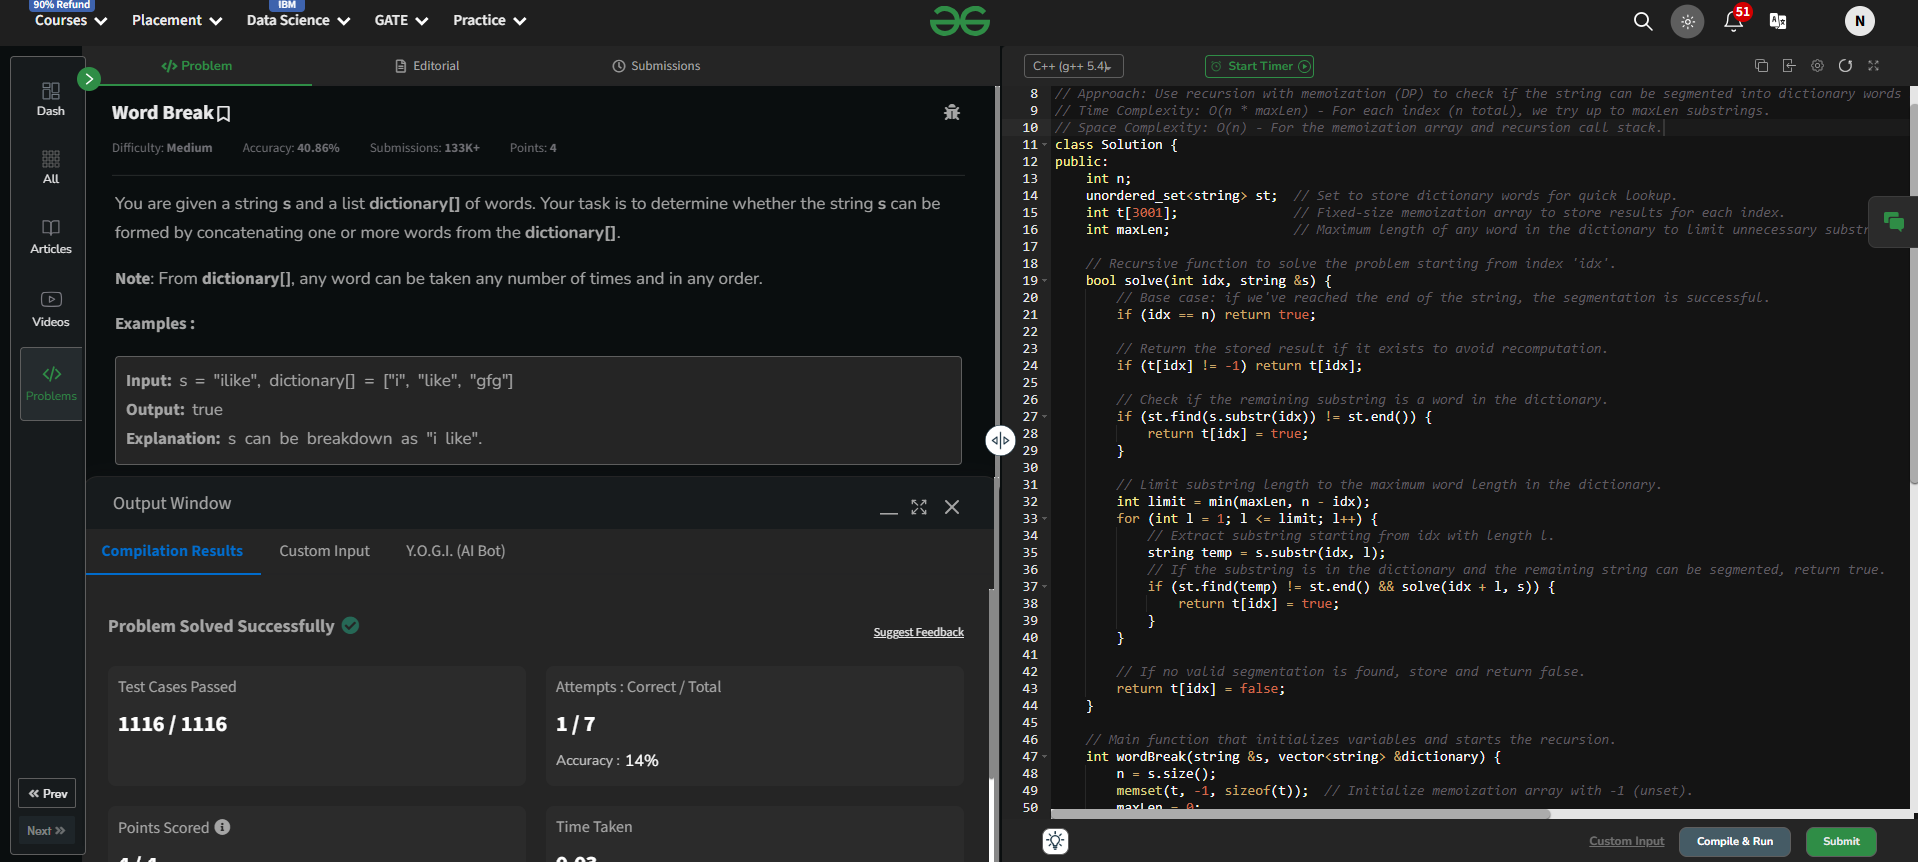 90% Refund
IBM
Courses
Placement
Data Science
GATE
Practice
51
N
Dash
All
Articles
Videos
Problems
Prev
Next
Problem
Editorial
Submissions
Word Break
Difficulty: Medium
Accuracy: 40.86%
Submissions: 133K+
Points: 4
You are given a string s and a list dictionary[] of words. Your task is to determine whether the string s can be
formed by concatenating one or more words from the dictionary[].
Note: From dictionary[], any word can be taken any number of times and in any order.
Examples :
Input: s = "ilike", dictionary[] = ["i", "like", "gfg"]
Output: true
Explanation: s can be breakdown as "i like".
Output Window
Compilation Results
Custom Input
Y.O.G.I. (AI Bot)
Problem Solved Successfully
Suggest Feedback
Test Cases Passed
1116 / 1116
Attempts : Correct / Total
1 / 7
Accuracy : 14%
Points Scored
4 / 4
Time Taken
0.03
C++ (g++ 5.4)
Start Timer
8 // Approach: Use recursion with memoization (DP) to check if the string can be segmented into dictionary words
9 // Time Complexity: O(n * maxLen) - For each index (n total), we try up to maxLen substrings.
10 // Space Complexity: O(n) - For the memoization array and recursion call stack.
11 class Solution {
12 public:
13 int n;
14 unordered_set<string> st; // Set to store dictionary words for quick lookup.
15 int t[3001]; // Fixed-size memoization array to store results for each index.
16 int maxLen; // Maximum length of any word in the dictionary to limit unnecessary substr
17
18 // Recursive function to solve the problem starting from index 'idx'.
19 bool solve(int idx, string &s) {
20 // Base case: if we've reached the end of the string, the segmentation is successful.
21 if (idx == n) return true;
22
23 // Return the stored result if it exists to avoid recomputation.
24 if (t[idx] != -1) return t[idx];
25
26 // Check if the remaining substring is a word in the dictionary.
27 if (st.find(s.substr(idx)) != st.end()) {
28 return t[idx] = true;
29 }
30
31 // Limit substring length to the maximum word length in the dictionary.
32 int limit = min(maxLen, n - idx);
33 for (int l = 1; l <= limit; l++) {
34 // Extract substring starting from idx with length l.
35 string temp = s.substr(idx, l);
36 // If the substring is in the dictionary and the remaining string can be segmented, return true.
37 if (st.find(temp) != st.end() && solve(idx + l, s)) {
38 return t[idx] = true;
39 }
40 }
41
42 // If no valid segmentation is found, store and return false.
43 return t[idx] = false;
44 }
45
46 // Main function that initializes variables and starts the recursion.
47 int wordBreak(string &s, vector<string> &dictionary) {
48 n = s.size();
49 memset(t, -1, sizeof(t)); // Initialize memoization array with -1 (unset).
50 maxLen = 0;
Custom Input
Compile & Run
Submit